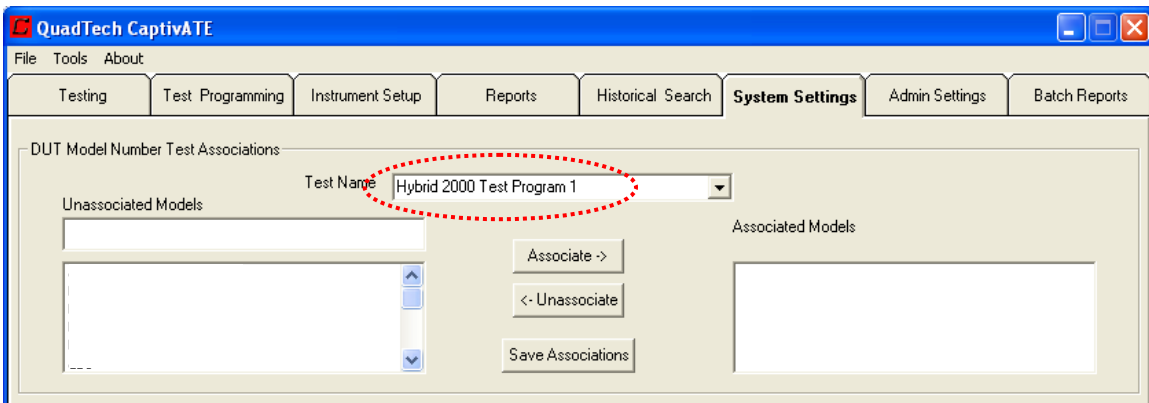 QuadTech CaptivATE
File Tools About
Testing Test Programming Instrument Setup Reports Historical Search System Settings Admin Settings Batch Reports
DUT Model Number Test Associations
Test Name Hybrid 2000 Test Program 1
Unassociated Models
Associated Models
Associate ->
<- Unassociate
Save Associations